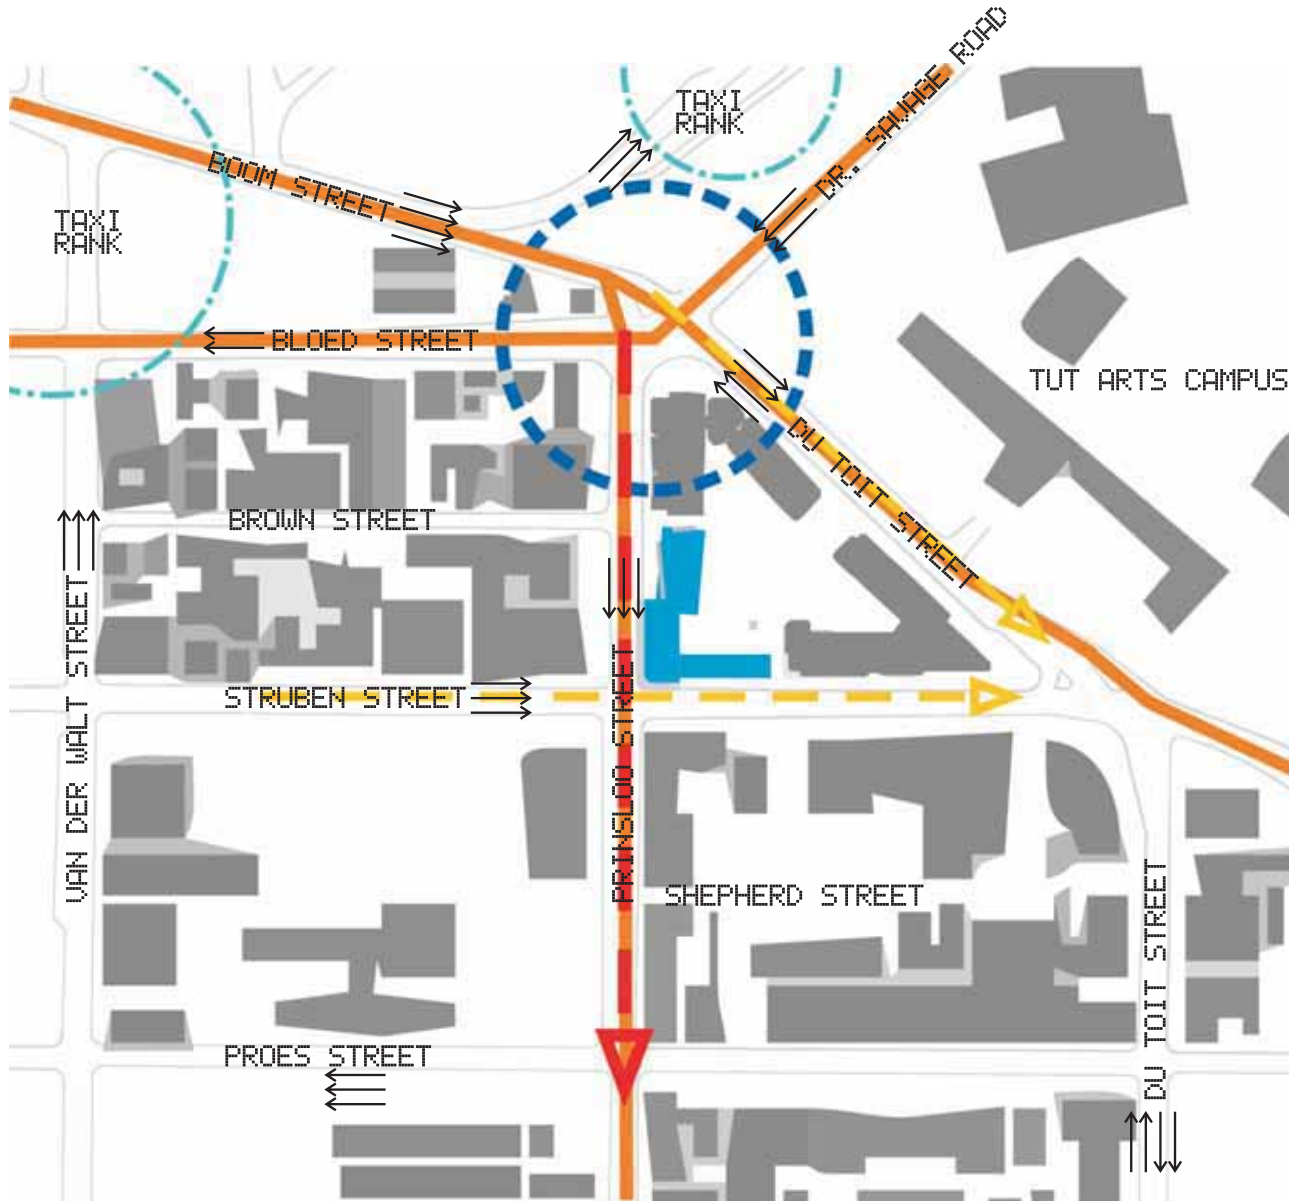 DR. SAVAGE ROAD
TAXI
RANK
BOOM STREET
TAXI
RANK
BLOED STREET
TUT ARTS CAMPUS
DU TOIT STREET
BROWN STREET
VAN DER WALT STREET
STRUBEN STREET
PRINSLOO STREET
SHEPHERD STREET
DU TOIT STREET
PROES STREET